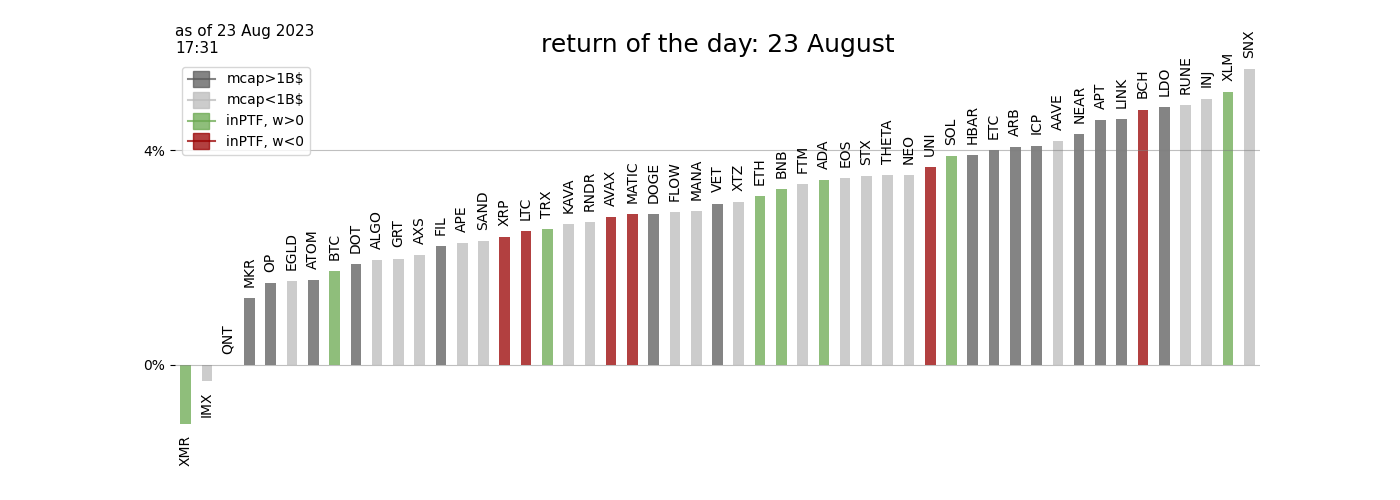 as of 23 Aug 2023
17:31
return of the day: 23 August
mcap>1B$
mcap<1B$
inPTF, w>0
inPTF, w<0
4%
0%
XMR
IMX
QNT
MKR
OP
EGLD
ATOM
BTC
DOT
ALGO
GRT
AXS
FIL
APE
SAND
XRP
LTC
TRX
KAVA
RNDR
AVAX
MATIC
DOGE
FLOW
MANA
VET
XTZ
ETH
BNB
FTM
ADA
EOS
STX
THETA
NEO
UNI
SOL
HBAR
ETC
ARB
ICP
AAVE
NEAR
APT
LINK
BCH
LDO
RUNE
INJ
XLM
SNX